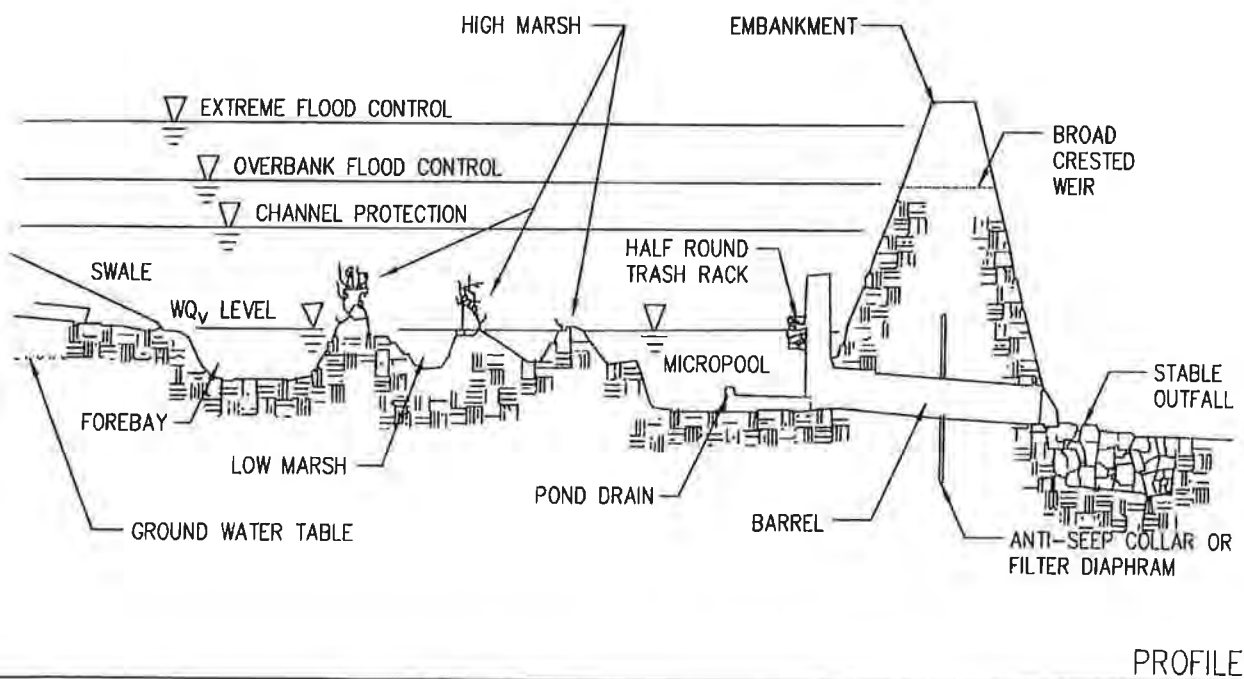 HIGH MARSH
EMBANKMENT
EXTREME FLOOD CONTROL
BROAD
CRESTED
WEIR
OVERBANK FLOOD CONTROL
CHANNEL PROTECTION
HALF ROUND
TRASH RACK
SWALE
WQV LEVEL
MICROPOOL
STABLE
OUTFALL
FOREBAY
LOW MARSH
POND DRAIN
BARREL
GROUND WATER TABLE
ANTI-SEEP COLLAR OR
FILTER DIAPHRAM
PROFILE